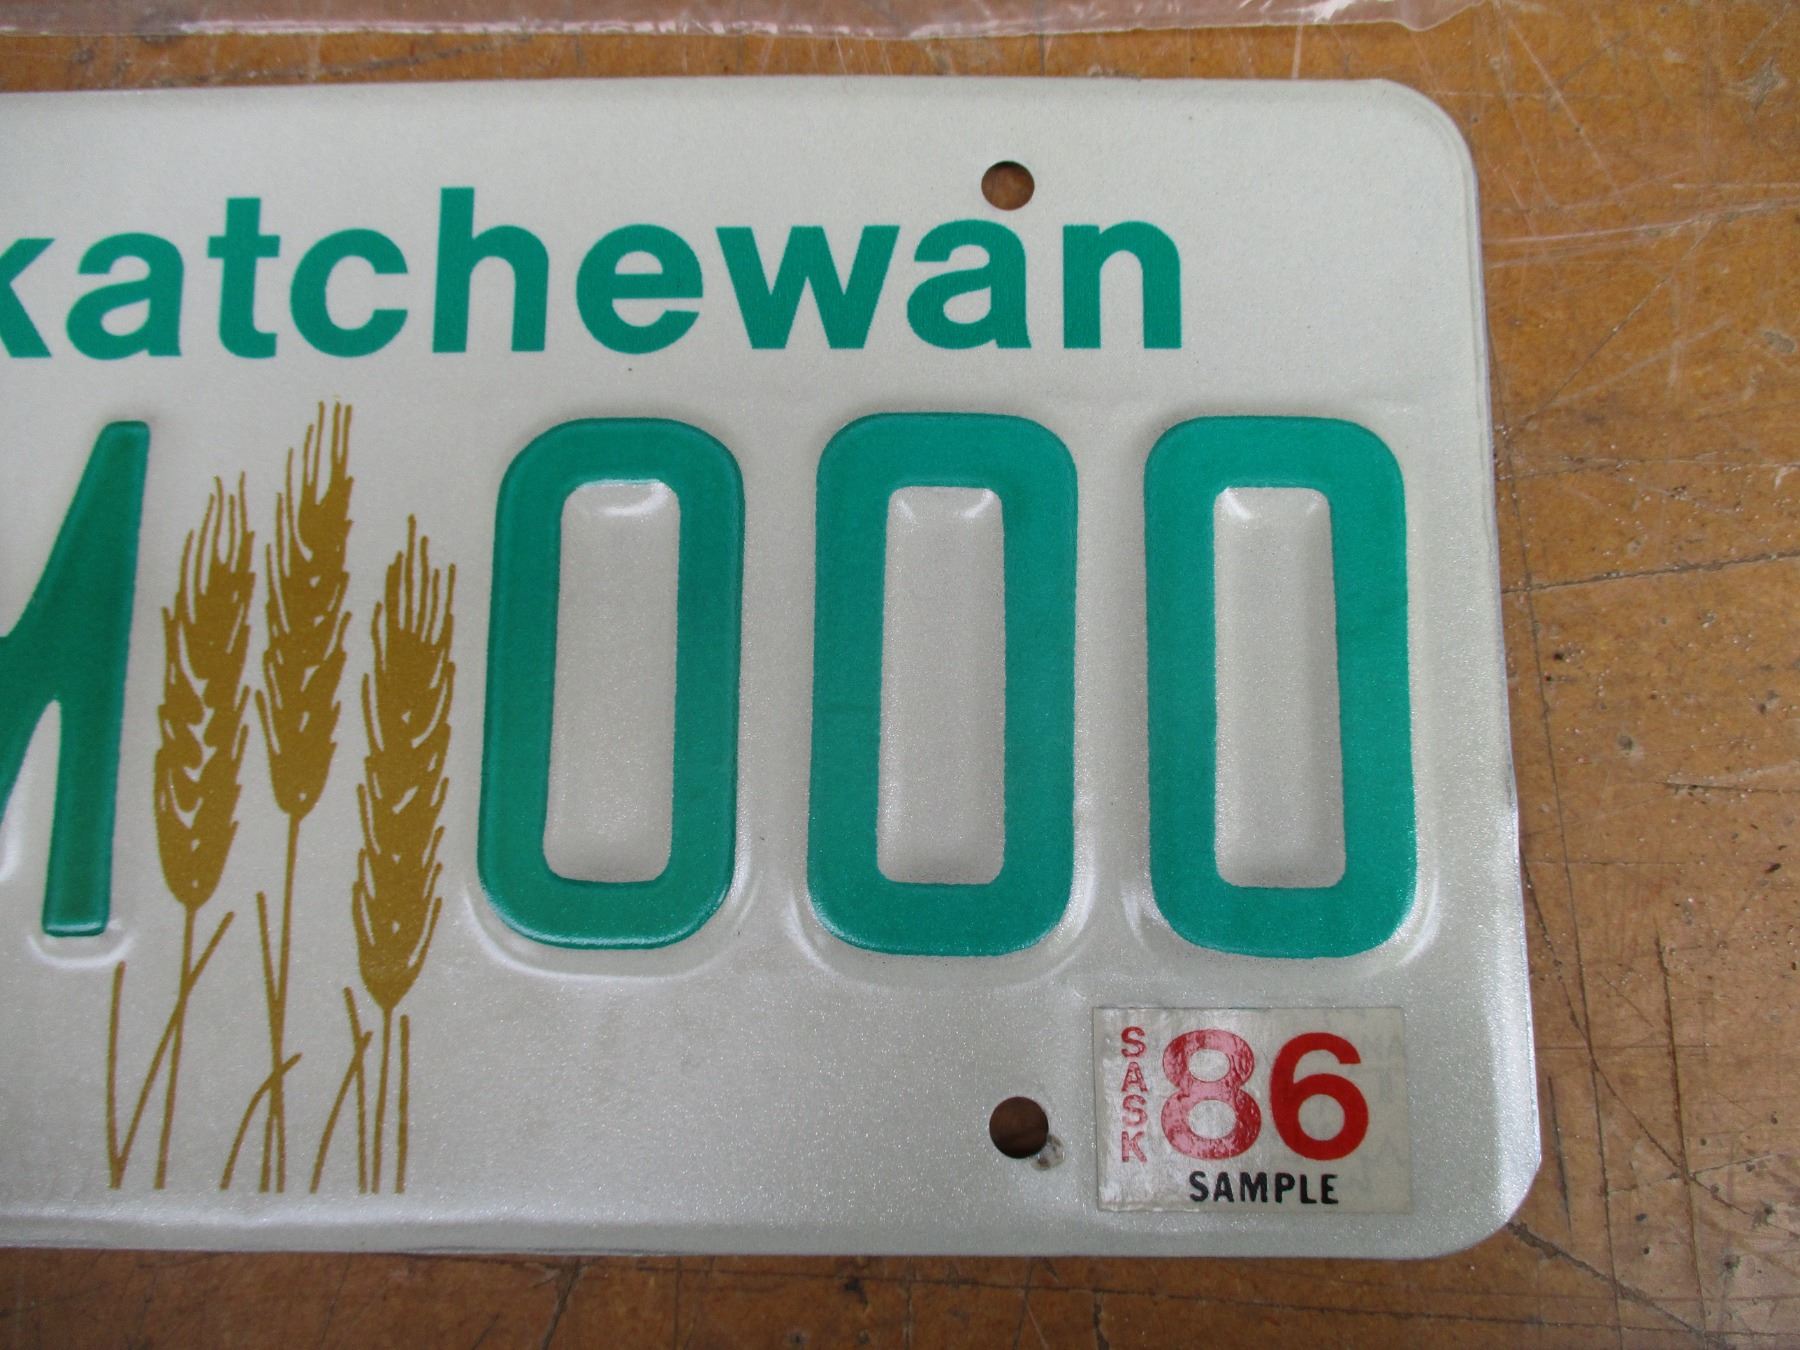 katchewan
M 000
SASK 86
SAMPLE